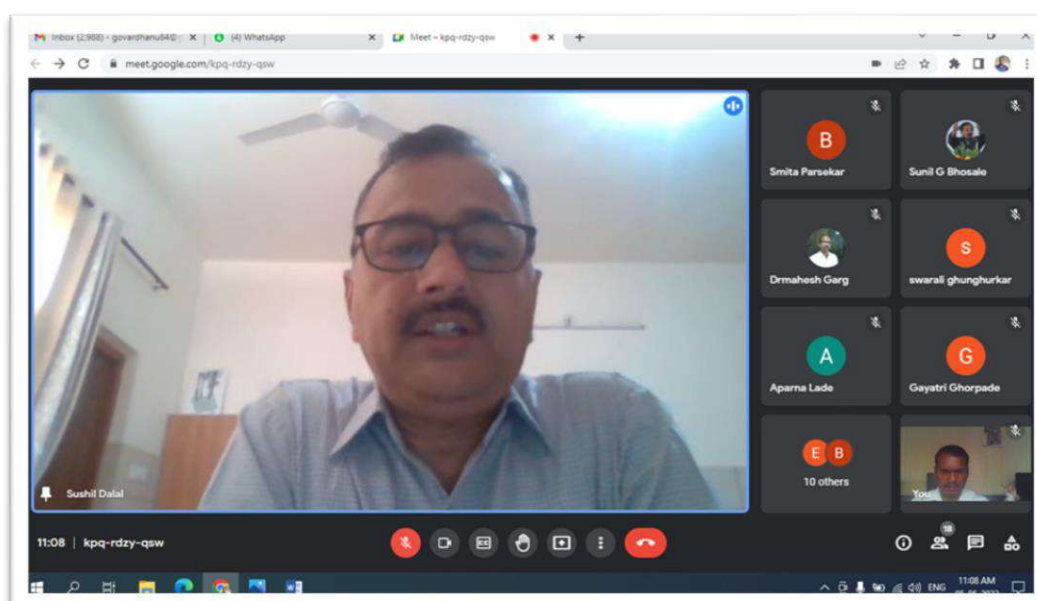 Inbox (2,988) - govardhanu84@
(4) WhatsApp
Meet – kpq-rdzy-qsw
meet.google.com/kpq-rdzy-qsw
B
Smita Parsekar
Sunil G Bhosale
Drmahesh Garg
s
swarali ghunghurkar
A
Aparna Lade
G
Gayatri Ghorpade
E B
10 others
You
Sushil Dalal
11:08 | kpq-rdzy-qsw
CC
18
ENG
11:08 AM